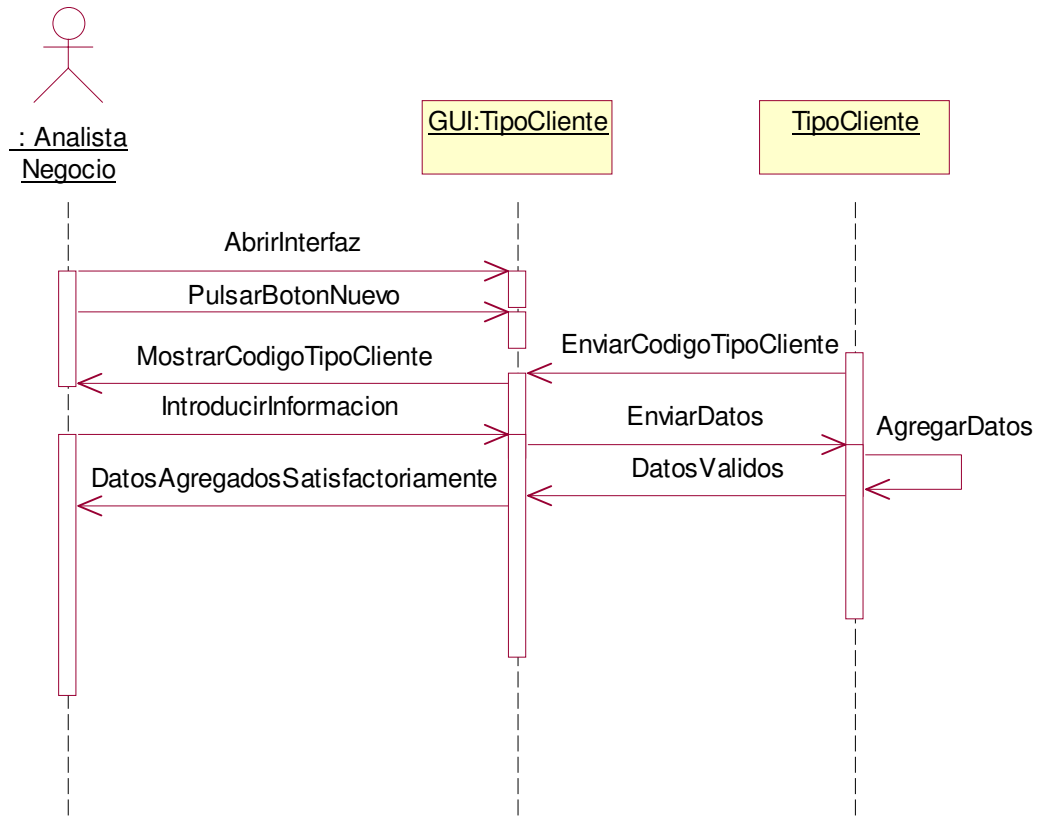 : Analista
Negocio
GUI:TipoCliente
TipoCliente
AbrirInterfaz
PulsarBotonNuevo
EnviarCodigoTipoCliente
MostrarCodigoTipoCliente
IntroducirInformacion
EnviarDatos
AgregarDatos
DatosValidos
DatosAgregadosSatisfactoriamente